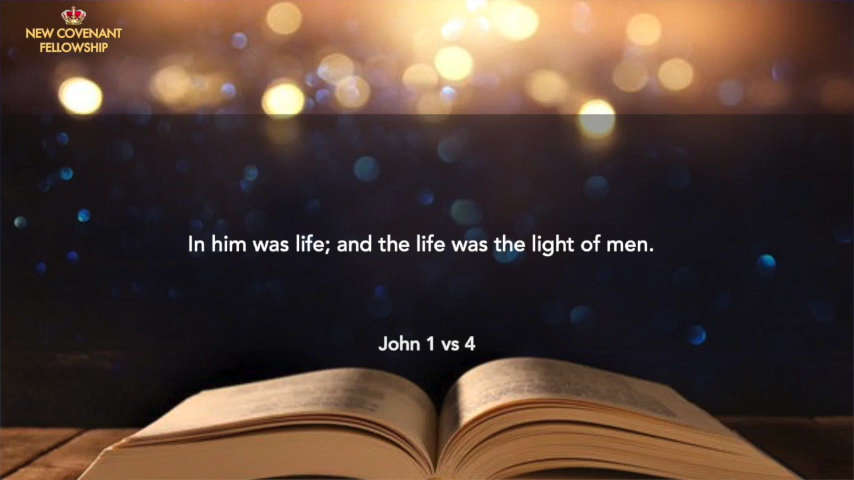 NEW COVENANT
FELLOWSHIP
In him was life; and the life was the light of men.
John 1 vs 4